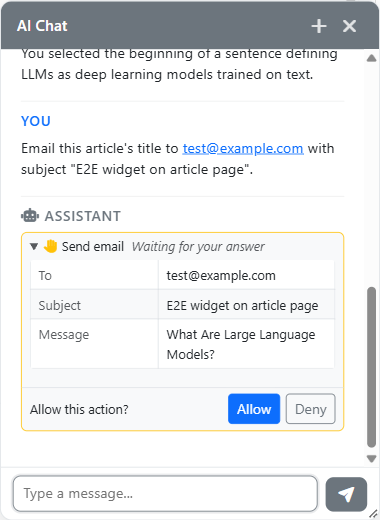 AI Chat
You selected the beginning of a sentence defining
LLMs as deep learning models trained on text.
YOU
Email this article's title to test@example.com with
subject "E2E widget on article page".
ASSISTANT
Send email Waiting for your answer
To test@example.com
Subject E2E widget on article page
Message What Are Large Language
Models?
Allow this action? Allow Deny
Type a message...